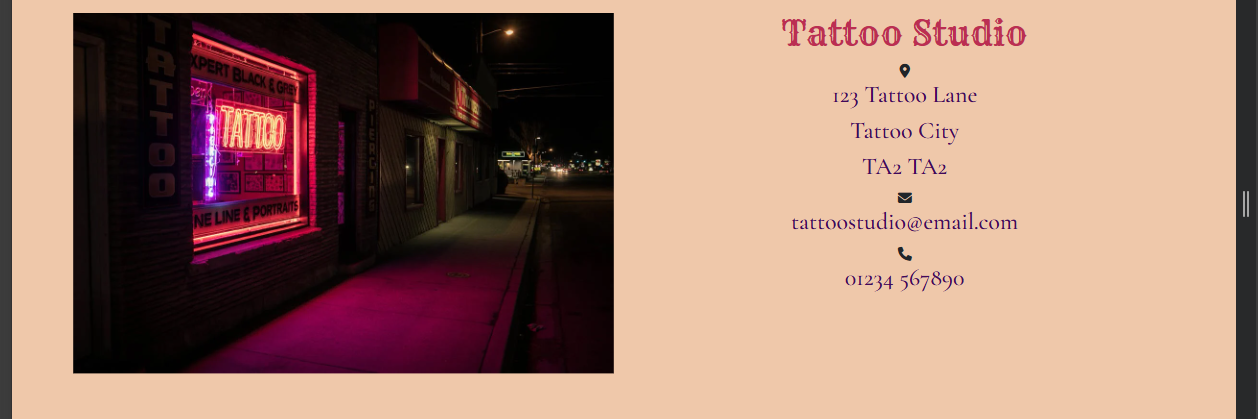 TATTOO
EXPERT BLACK & GREY
TATTOO
FINE LINE & PORTRAITS
PIERCING
Tattoo Studio
123 Tattoo Lane
Tattoo City
TA2 TA2
tattoostudio@email.com
01234 567890